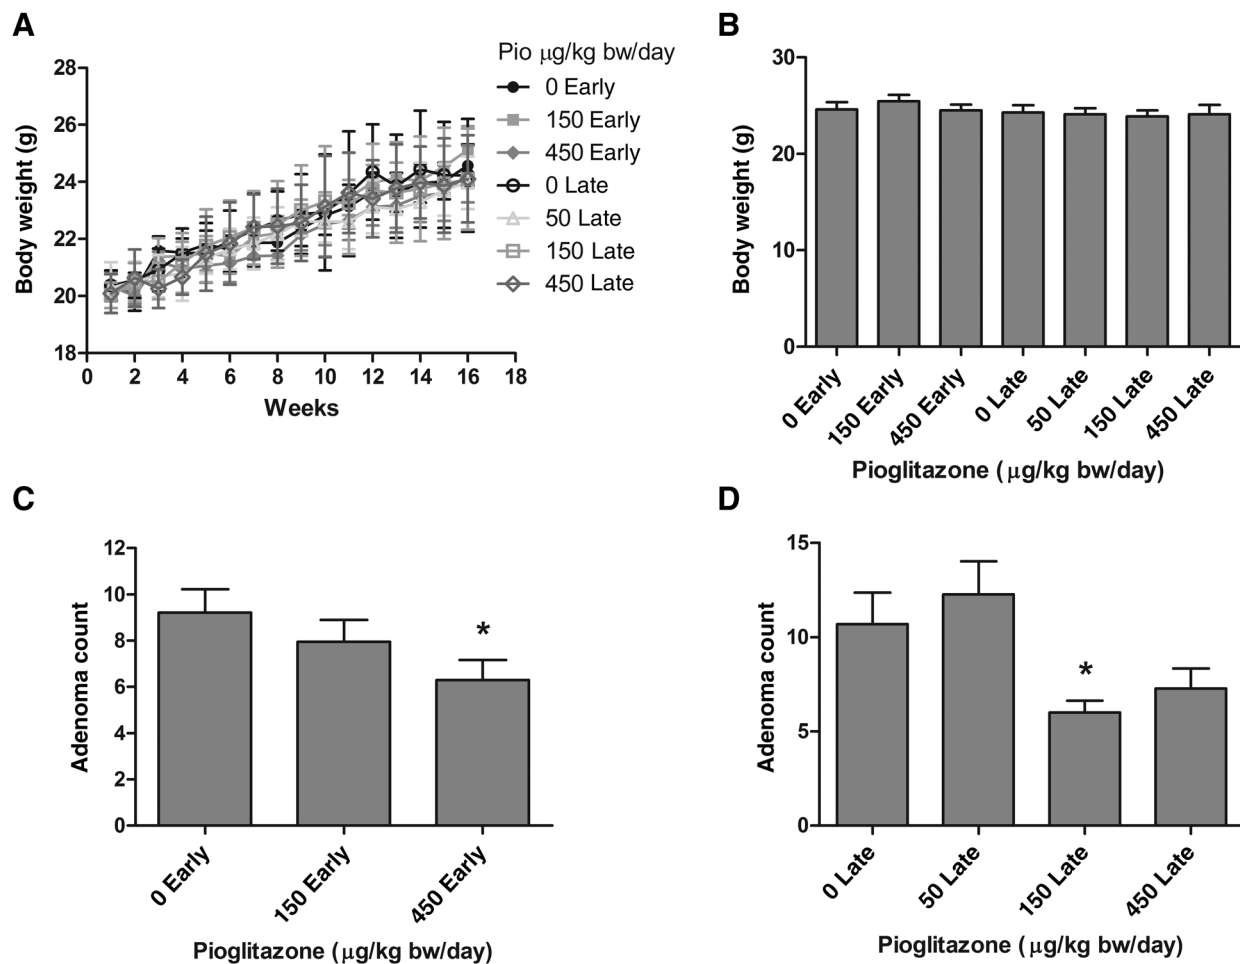 A
Pio μg/kg bw/day
0 Early
150 Early
450 Early
0 Late
50 Late
150 Late
450 Late
28
26
24
22
20
18
0 2 4 6 8 10 12 14 16 18
Weeks
Body weight (g)
B
30
20
10
0
Body weight (g)
0 Early
150 Early
450 Early
0 Late
50 Late
150 Late
450 Late
Pioglitazone (μg/kg bw/day)
C
12
10
8
6
4
2
0
Adenoma count
*
0 Early
150 Early
450 Early
Pioglitazone (μg/kg bw/day)
D
15
10
5
0
Adenoma count
*
0 Late
50 Late
150 Late
450 Late
Pioglitazone (μg/kg bw/day)